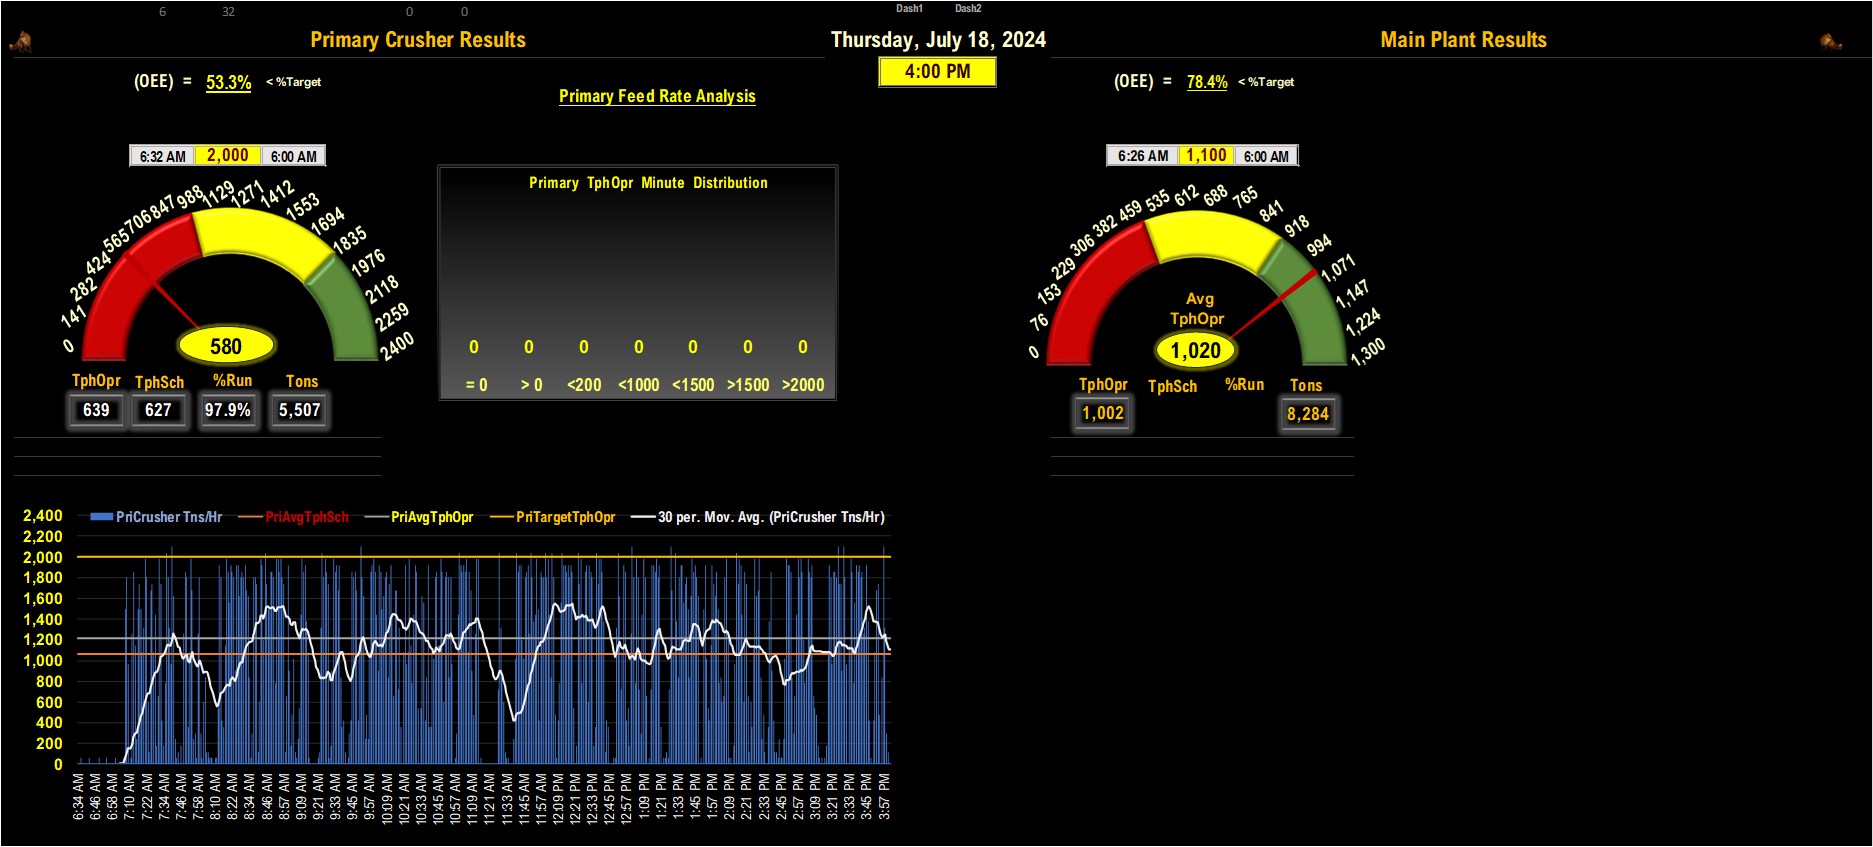 6 32 0 0 Dash1 Dash2
Primary Crusher Results
Thursday, July 18, 2024
Main Plant Results
4:00 PM
(OEE) = 53.3% < %Target
(OEE) = 78.4% < %Target
Primary Feed Rate Analysis
6:32 AM 2,000 6:00 AM
0
141
282
424
565
706
847
988
1129
1271
1412
1553
1694
1835
1976
2118
2259
2400
580
TphOpr TphSch %Run Tons
639 627 97.9% 5,507
Primary TphOpr Minute Distribution
0 0 0 0 0 0 0
= 0 > 0 <200 <1000 <1500 >1500 >2000
6:26 AM 1,100 6:00 AM
0
76
153
229
306
382
459
535
612
688
765
841
918
994
1,071
1,147
1,224
1,300
Avg
TphOpr
1,020
TphOpr TphSch %Run Tons
1,002 8,284
PriCrusher Tns/Hr PriAvgTphSch PriAvgTphOpr PriTargetTphOpr 30 per. Mov. Avg. (PriCrusher Tns/Hr)
2,400
2,200
2,000
1,800
1,600
1,400
1,200
1,000
800
600
400
200
0
6:34 AM
6:46 AM
6:58 AM
7:10 AM
7:22 AM
7:34 AM
7:46 AM
7:58 AM
8:10 AM
8:22 AM
8:34 AM
8:46 AM
8:57 AM
9:09 AM
9:21 AM
9:33 AM
9:45 AM
9:57 AM
10:09 AM
10:21 AM
10:33 AM
10:45 AM
10:57 AM
11:09 AM
11:21 AM
11:33 AM
11:45 AM
11:57 AM
12:09 PM
12:21 PM
12:33 PM
12:45 PM
12:57 PM
1:09 PM
1:21 PM
1:33 PM
1:45 PM
1:57 PM
2:09 PM
2:21 PM
2:33 PM
2:45 PM
2:57 PM
3:09 PM
3:21 PM
3:33 PM
3:45 PM
3:57 PM